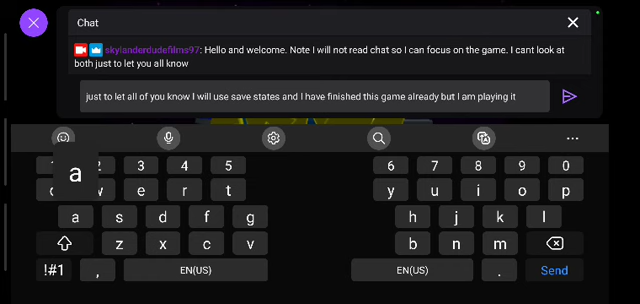 Chat
skylanderdudefilms97: Hello and welcome. Note I will not read chat so I can focus on the game. I cant look at
both just to let you all know
just to let all of you know I will use save states and I have finished this game already but I am playing it
1 2 3 4 5 6 7 8 9 0
a
w e r t y u i o p
a s d f g h j k l
z x c v b n m
!#1 , EN(US) EN(US) . Send